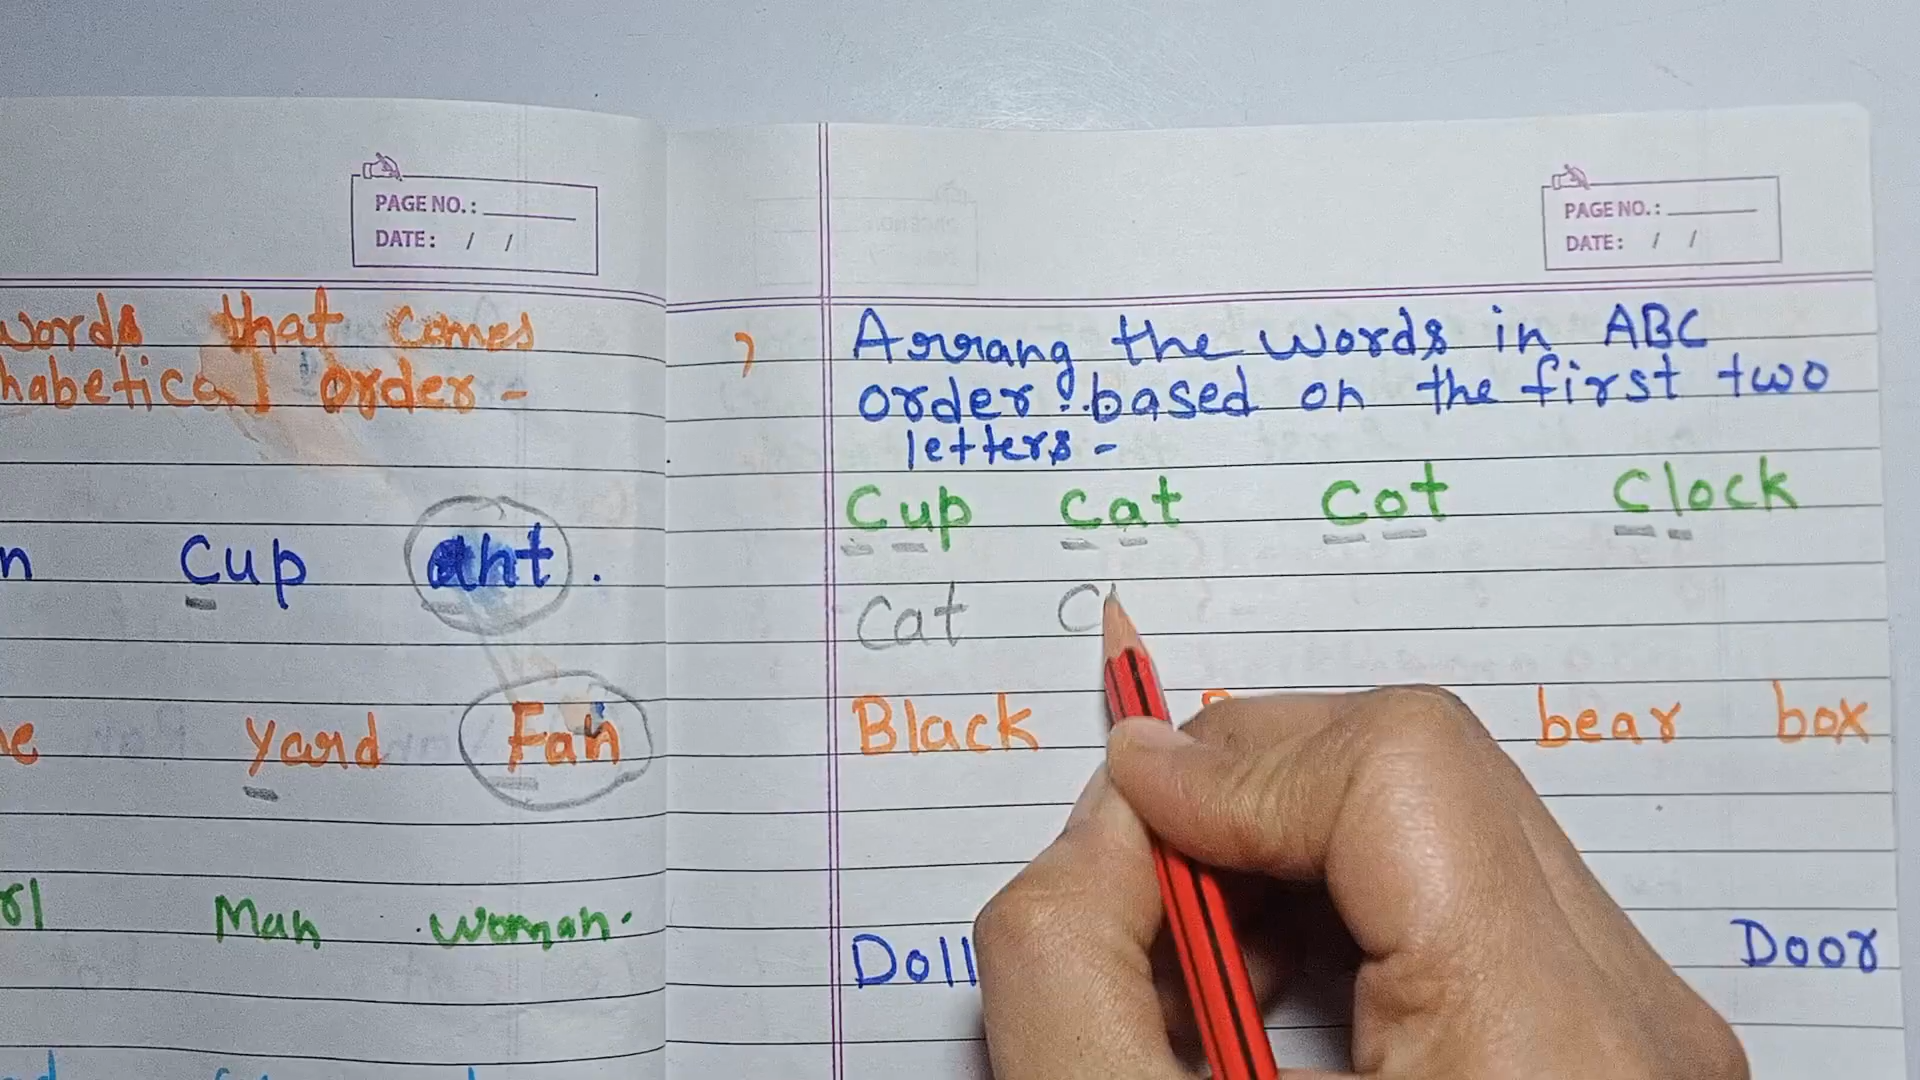 PAGE NO.:
DATE: / /
words that comes
habetical order -
Cup ant.
yard Fan
Man woman.
PAGE NO.:
DATE: / /
Arrang the words in ABC
order based on the first two
letters -
Cup Cat Cot Clock
Cat C
Black bear box
Doll Door